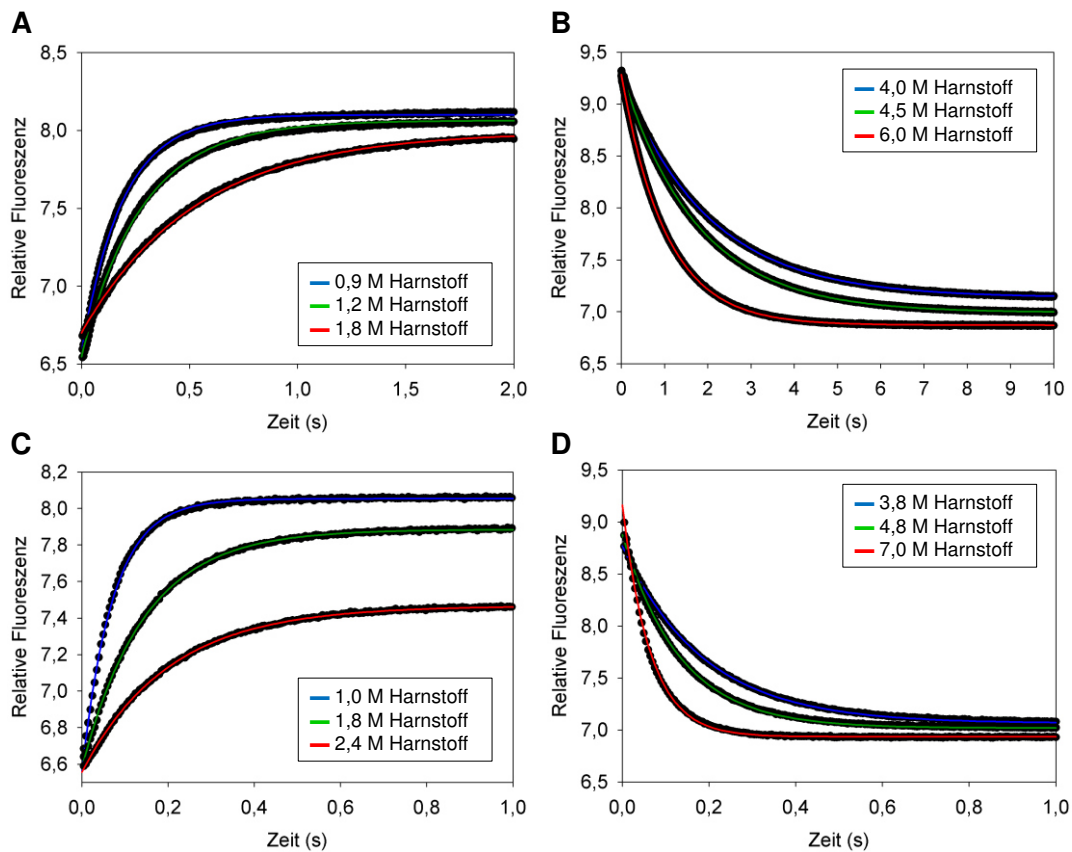 A
8,5
8,0
7,5
7,0
6,5
Relative Fluoreszenz
0,9 M Harnstoff
1,2 M Harnstoff
1,8 M Harnstoff
0,0 0,5 1,0 1,5 2,0
Zeit (s)
B
9,5
9,0
8,5
8,0
7,5
7,0
6,5
Relative Fluoreszenz
4,0 M Harnstoff
4,5 M Harnstoff
6,0 M Harnstoff
0 1 2 3 4 5 6 7 8 9 10
Zeit (s)
C
8,2
8,0
7,8
7,6
7,4
7,2
7,0
6,8
6,6
Relative Fluoreszenz
1,0 M Harnstoff
1,8 M Harnstoff
2,4 M Harnstoff
0,0 0,2 0,4 0,6 0,8 1,0
Zeit (s)
D
9,5
9,0
8,5
8,0
7,5
7,0
6,5
Relative Fluoreszenz
3,8 M Harnstoff
4,8 M Harnstoff
7,0 M Harnstoff
0,0 0,2 0,4 0,6 0,8 1,0
Zeit (s)